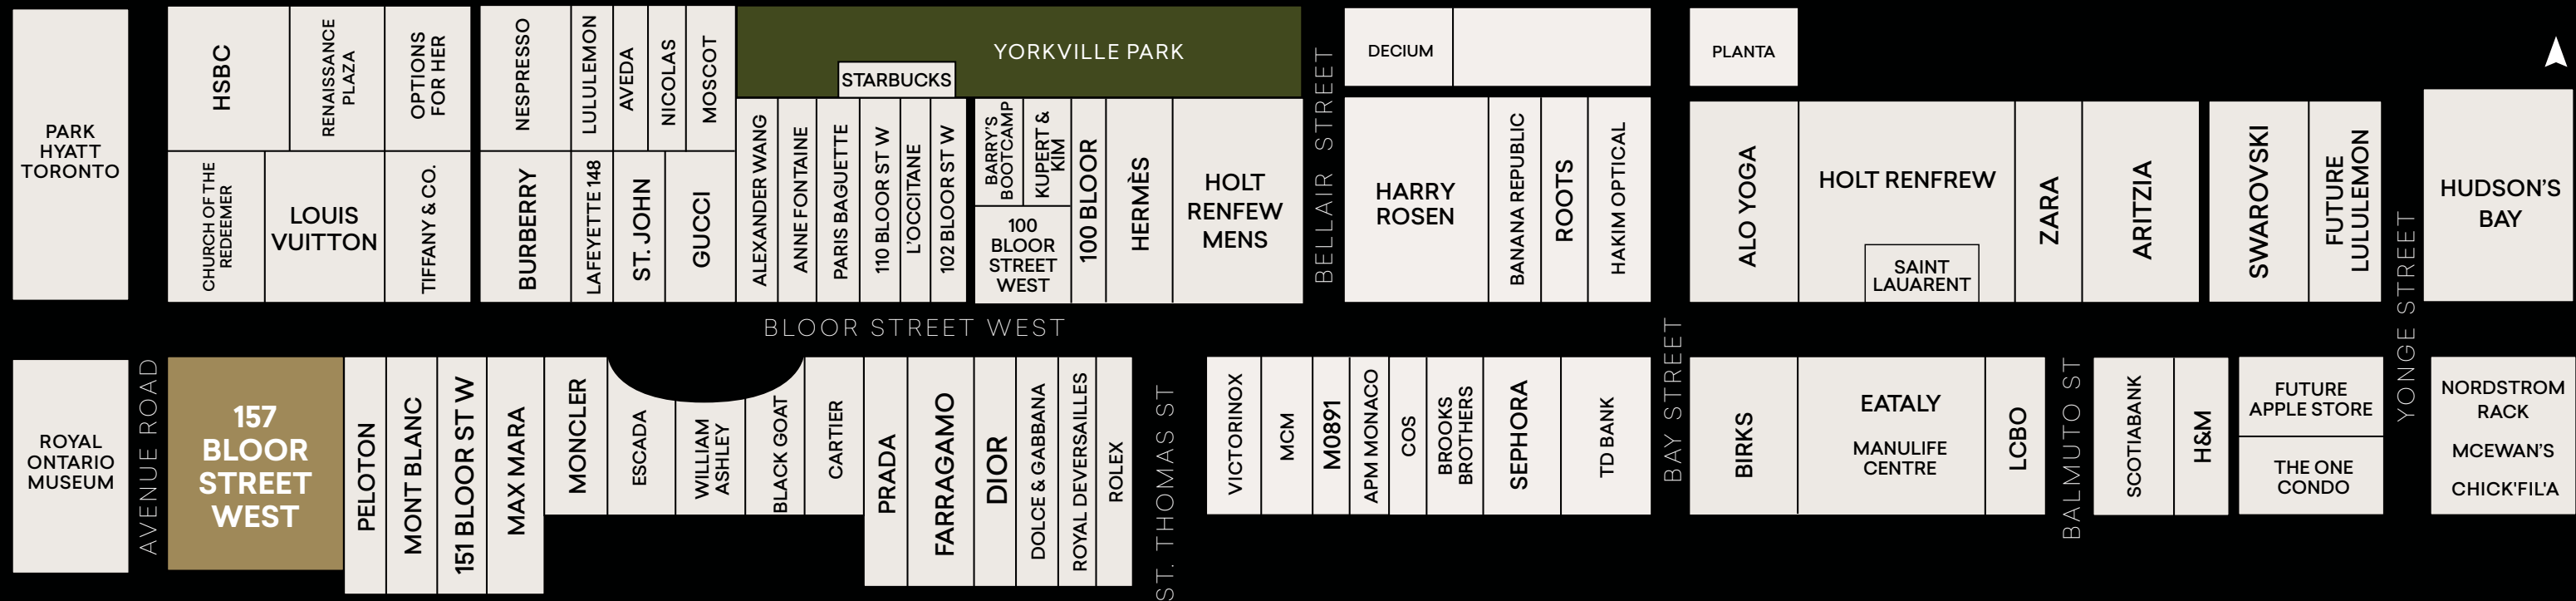 PARK
HYATT
TORONTO
HSBC
RENAISSANCE
PLAZA
OPTIONS
FOR HER
CHURCH OF THE
REDEEMER
LOUIS
VUITTON
TIFFANY & CO.
NESPRESSO
LULULEMON
AVEDA
NICOLAS
MOSCOT
BURBERRY
LAFEYETTE 148
ST. JOHN
GUCCI
YORKVILLE PARK
STARBUCKS
ALEXANDER WANG
ANNE FONTAINE
PARIS BAGUETTE
110 BLOOR ST W
L'OCCITANE
102 BLOOR ST W
BARRY'S
BOOTCAMP
KUPERT &
KIM
100
BLOOR
STREET
WEST
100 BLOOR
HERMÈS
HOLT
RENFEW
MENS
BELLAIR STREET
DECIUM
HARRY
ROSEN
BANANA REPUBLIC
ROOTS
HAKIM OPTICAL
PLANTA
ALO YOGA
HOLT RENFREW
SAINT
LAUARENT
ZARA
ARITZIA
SWAROVSKI
FUTURE
LULULEMON
YONGE STREET
HUDSON'S
BAY
BLOOR STREET WEST
ROYAL
ONTARIO
MUSEUM
AVENUE ROAD
157
BLOOR
STREET
WEST
PELOTON
MONT BLANC
151 BLOOR ST W
MAX MARA
MONCLER
ESCADA
WILLIAM
ASHLEY
BLACK GOAT
CARTIER
PRADA
FARRAGAMO
DIOR
DOLCE & GABBANA
ROYAL DEVERSAILLES
ROLEX
ST. THOMAS ST
VICTORINOX
MCM
M0891
APM MONACO
COS
BROOKS
BROTHERS
SEPHORA
TD BANK
BAY STREET
BIRKS
EATALY
MANULIFE
CENTRE
LCBO
BALMUTO ST
SCOTIABANK
H&M
FUTURE
APPLE STORE
THE ONE
CONDO
NORDSTROM
RACK
MCEWAN'S
CHICK'FIL'A